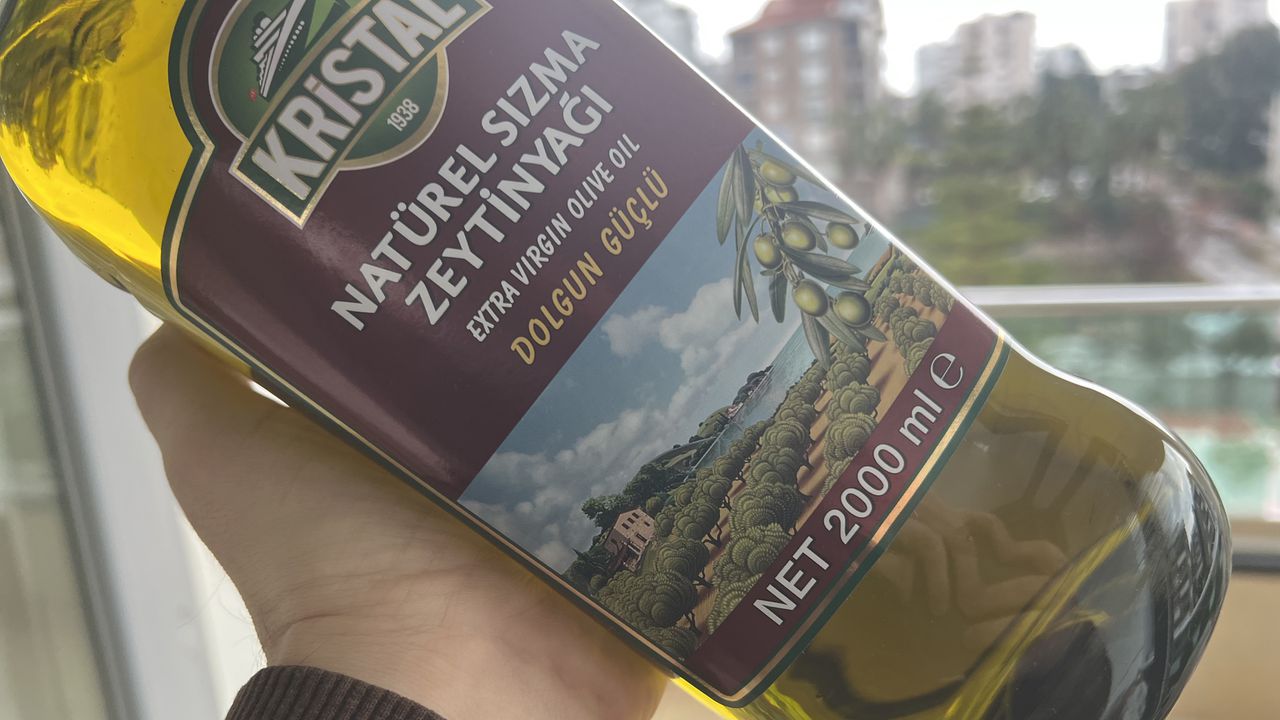 KRİSTAL
1938
NATÜREL SIZMA
ZEYTİNYAĞI
EXTRA VIRGIN OLIVE OIL
DOLGUN GÜÇLÜ
NET 2000 ml e